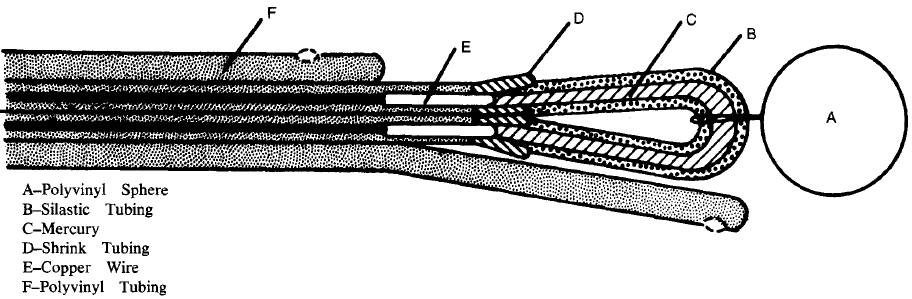 F
D
C
B
E
A
A–Polyvinyl Sphere
B–Silastic Tubing
C–Mercury
D–Shrink Tubing
E–Copper Wire
F–Polyvinyl Tubing